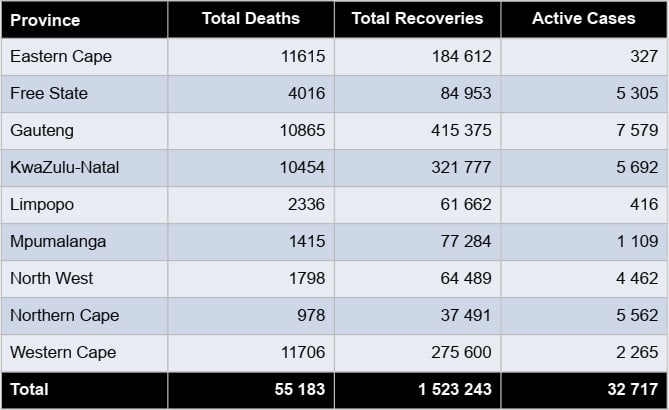 Province Total Deaths Total Recoveries Active Cases
Eastern Cape 11615 184 612 327
Free State 4016 84 953 5 305
Gauteng 10865 415 375 7 579
KwaZulu-Natal 10454 321 777 5 692
Limpopo 2336 61 662 416
Mpumalanga 1415 77 284 1 109
North West 1798 64 489 4 462
Northern Cape 978 37 491 5 562
Western Cape 11706 275 600 2 265
Total 55 183 1 523 243 32 717